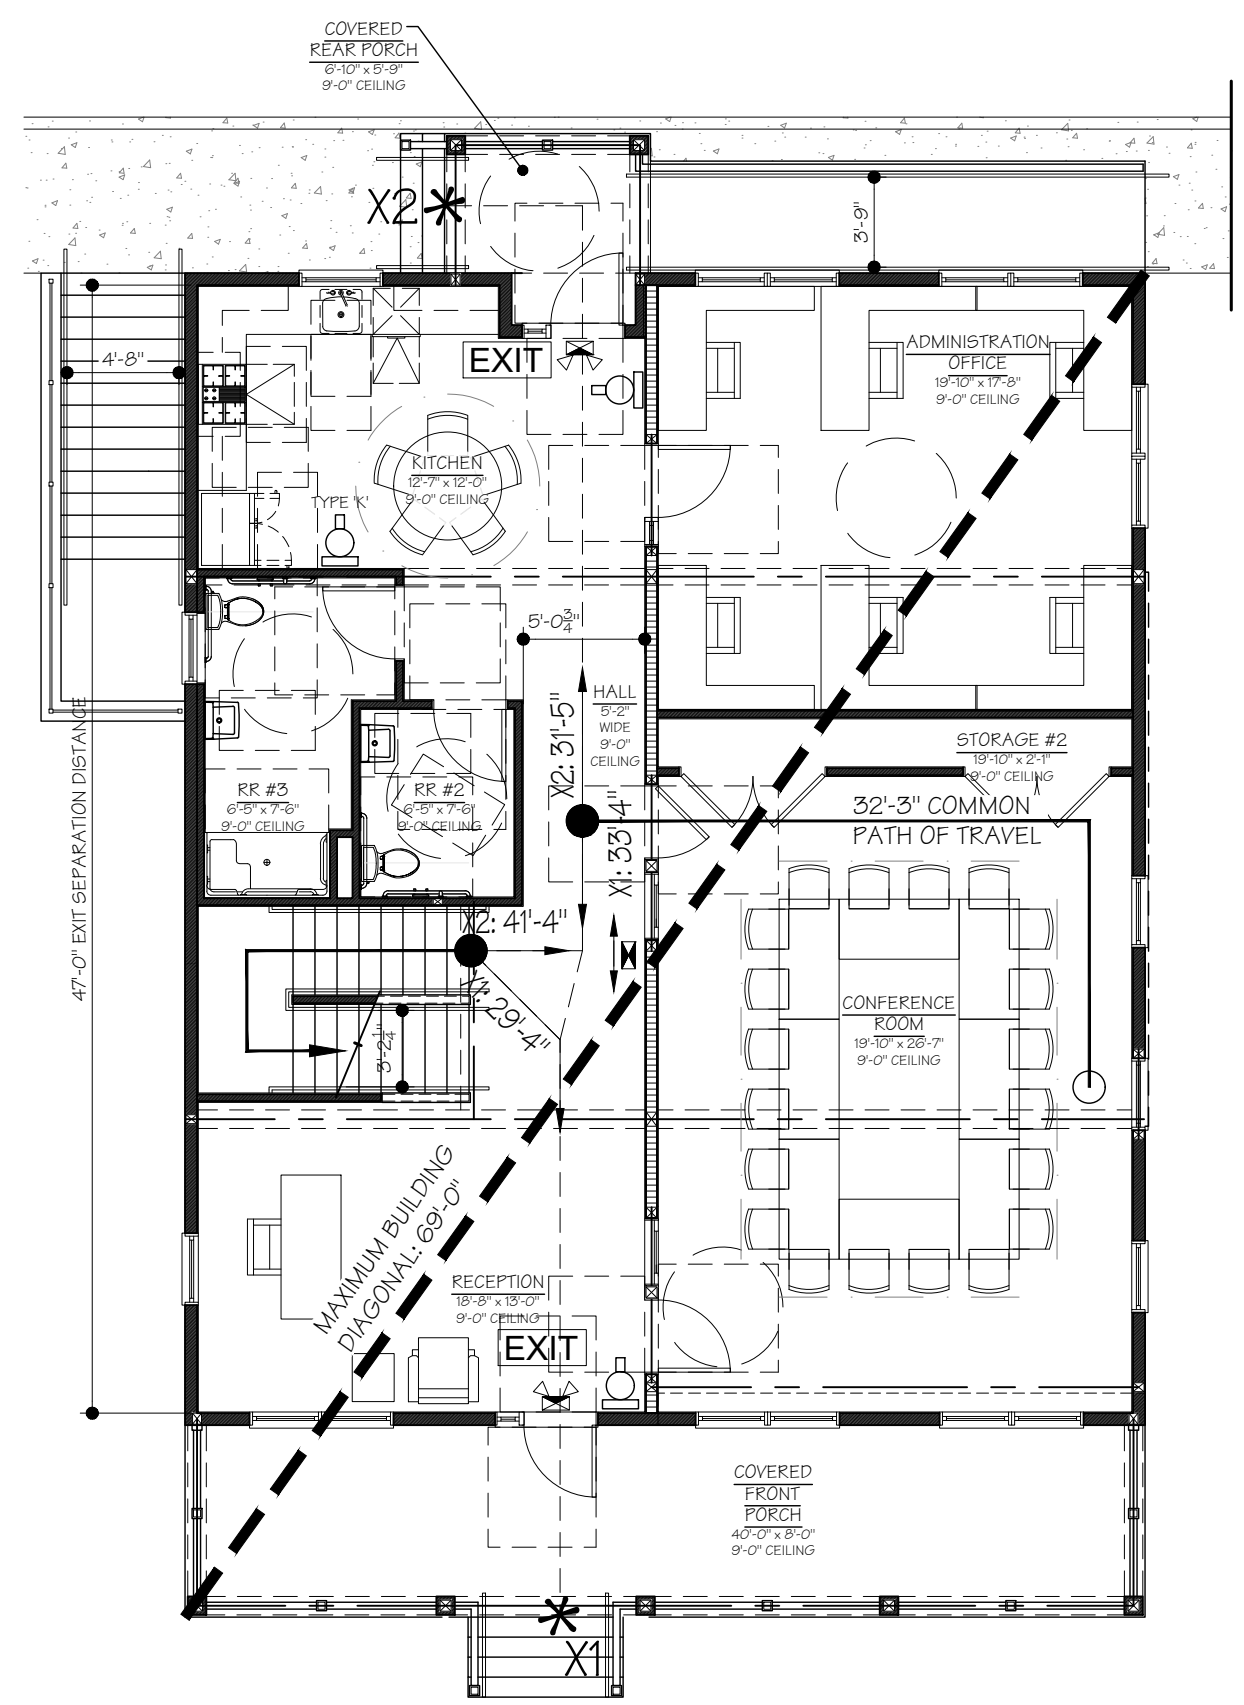 COVERED
REAR PORCH
6'-10" x 5'-9"
9'-0" CEILING
X2
3'-9"
4'-8"
EXIT
ADMINISTRATION
OFFICE
19'-10" x 17'-8"
9'-0" CEILING
KITCHEN
12'-7" x 12'-0"
9'-0" CEILING
TYPE 'K'
5'-0 3/4"
HALL
5'-2"
WIDE
9'-0"
CEILING
X2: 31'-5"
X1: 33'-4"
47'-0" EXIT SEPARATION DISTANCE
STORAGE #2
19'-10" x 2'-1"
9'-0" CEILING
RR #3
6'-5" x 7'-6"
9'-0" CEILING
RR #2
6'-5" x 7'-6"
9'-0" CEILING
32'-3" COMMON
PATH OF TRAVEL
X2: 41'-4"
X1: 29'-4"
3'-2 1/4"
CONFERENCE
ROOM
19'-10" x 26'-7"
9'-0" CEILING
MAXIMUM BUILDING
DIAGONAL: 69'-0"
RECEPTION
18'-8" x 13'-0"
9'-0" CEILING
EXIT
COVERED
FRONT
PORCH
40'-0" x 8'-0"
9'-0" CEILING
X1